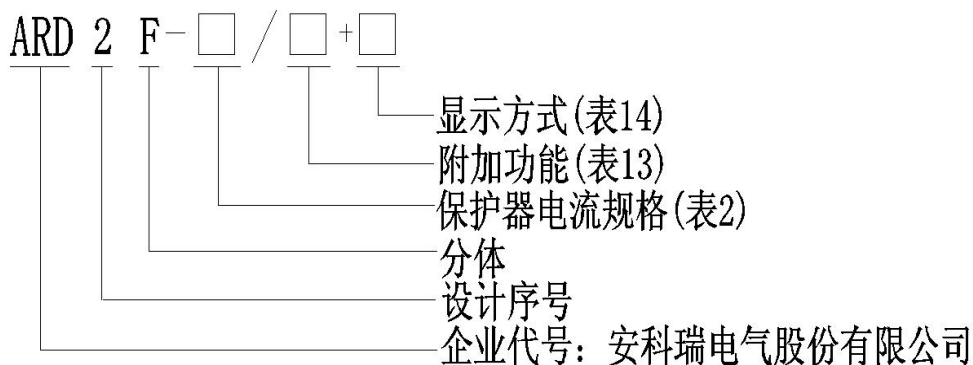 ARD 2 F-□/□+□
显示方式(表14)
附加功能(表13)
保护器电流规格(表2)
分体
设计序号
企业代号：安科瑞电气股份有限公司